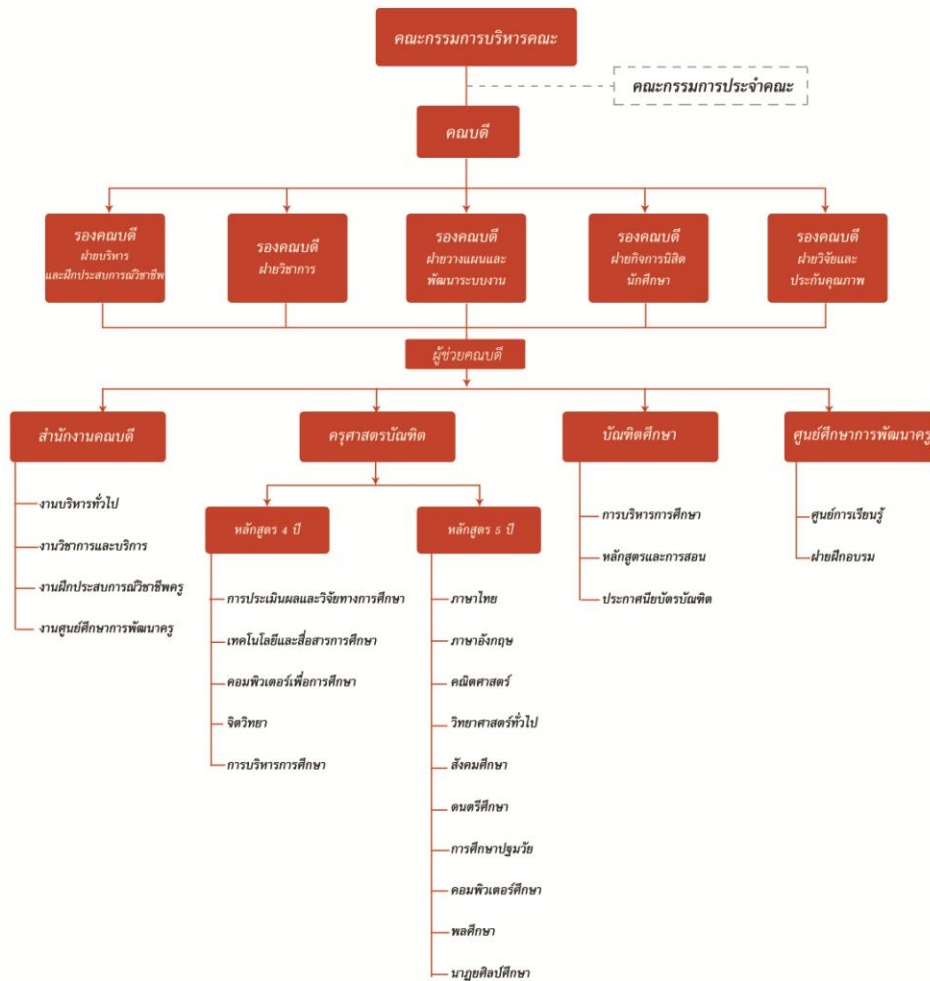 คณะกรรมการบริหารคณะ
คณะกรรมการประจำคณะ
คณบดี
รองคณบดี
ฝ่ายบริหาร
และฝึกประสบการณ์วิชาชีพ
รองคณบดี
ฝ่ายวิชาการ
รองคณบดี
ฝ่ายวางแผนและ
พัฒนาระบบงาน
รองคณบดี
ฝ่ายกิจการนิสิต
นักศึกษา
รองคณบดี
ฝ่ายวิจัยและ
ประกันคุณภาพ
ผู้ช่วยคณบดี
สำนักงานคณบดี
งานบริหารทั่วไป
งานวิชาการและบริการ
งานฝึกประสบการณ์วิชาชีพครู
งานศูนย์ศึกษาการพัฒนาครู
ครุศาสตรบัณฑิต
หลักสูตร 4 ปี
การประเมินผลและวิจัยทางการศึกษา
เทคโนโลยีและสื่อสารการศึกษา
คอมพิวเตอร์เพื่อการศึกษา
จิตวิทยา
การบริหารการศึกษา
หลักสูตร 5 ปี
ภาษาไทย
ภาษาอังกฤษ
คณิตศาสตร์
วิทยาศาสตร์ทั่วไป
สังคมศึกษา
ดนตรีศึกษา
การศึกษาปฐมวัย
คอมพิวเตอร์ศึกษา
พลศึกษา
นาฏยศิลป์ศึกษา
บัณฑิตศึกษา
การบริหารการศึกษา
หลักสูตรและการสอน
ประกาศนียบัตรบัณฑิต
ศูนย์ศึกษาการพัฒนาครู
ศูนย์การเรียนรู้
ฝ่ายฝึกอบรม